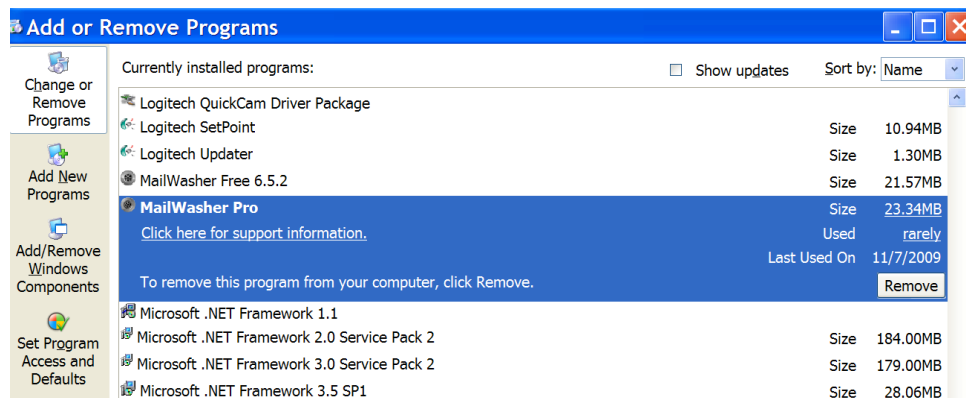 Add or Remove Programs
Change or
Remove
Programs
Add New
Programs
Add/Remove
Windows
Components
Set Program
Access and
Defaults
Currently installed programs:
Show updates
Sort by: Name
Logitech QuickCam Driver Package
Logitech SetPoint Size 10.94MB
Logitech Updater Size 1.30MB
MailWasher Free 6.5.2 Size 21.57MB
MailWasher Pro Size 23.34MB
Click here for support information. Used rarely
Last Used On 11/7/2009
To remove this program from your computer, click Remove. Remove
Microsoft .NET Framework 1.1
Microsoft .NET Framework 2.0 Service Pack 2 Size 184.00MB
Microsoft .NET Framework 3.0 Service Pack 2 Size 179.00MB
Microsoft .NET Framework 3.5 SP1 Size 28.06MB